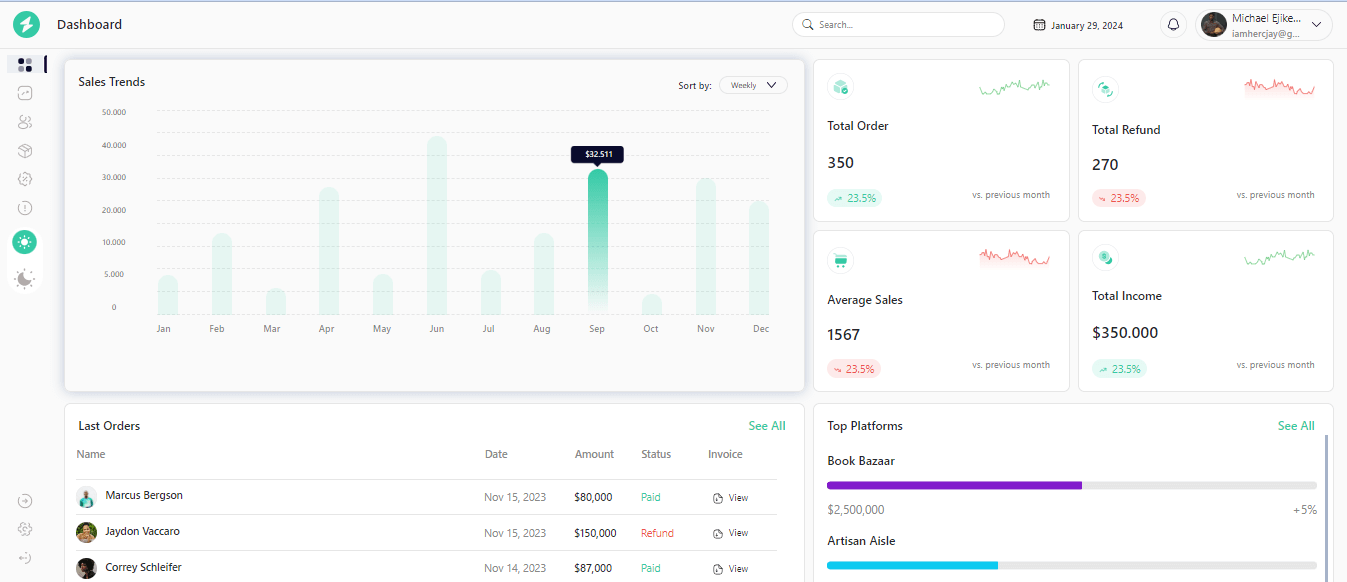 Dashboard
Search...
January 29, 2024
Michael Ejike...
iamhercjay@g...
Sales Trends
Sort by:
Weekly
50.000
40.000
30.000
20.000
10.000
5.000
0
$32.511
Jan Feb Mar Apr May Jun Jul Aug Sep Oct Nov Dec
Total Order
350
23.5%
vs. previous month
Total Refund
270
23.5%
vs. previous month
Average Sales
1567
23.5%
vs. previous month
Total Income
$350.000
23.5%
vs. previous month
Last Orders
See All
Name Date Amount Status Invoice
Marcus Bergson Nov 15, 2023 $80,000 Paid View
Jaydon Vaccaro Nov 15, 2023 $150,000 Refund View
Correy Schleifer Nov 14, 2023 $87,000 Paid View
Top Platforms
See All
Book Bazaar
$2,500,000 +5%
Artisan Aisle